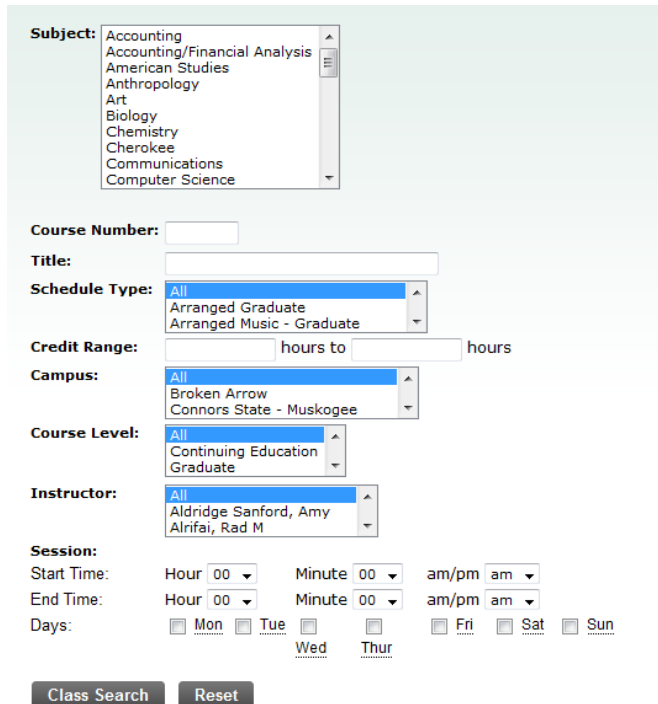 Subject: Accounting
Accounting/Financial Analysis
American Studies
Anthropology
Art
Biology
Chemistry
Cherokee
Communications
Computer Science
Course Number:
Title:
Schedule Type: All
Arranged Graduate
Arranged Music - Graduate
Credit Range: hours to hours
Campus: All
Broken Arrow
Connors State - Muskogee
Course Level: All
Continuing Education
Graduate
Instructor: All
Aldridge Sanford, Amy
Alrifai, Rad M
Session:
Start Time: Hour 00 Minute 00 am/pm am
End Time: Hour 00 Minute 00 am/pm am
Days: Mon Tue Wed Thur Fri Sat Sun
Class Search Reset